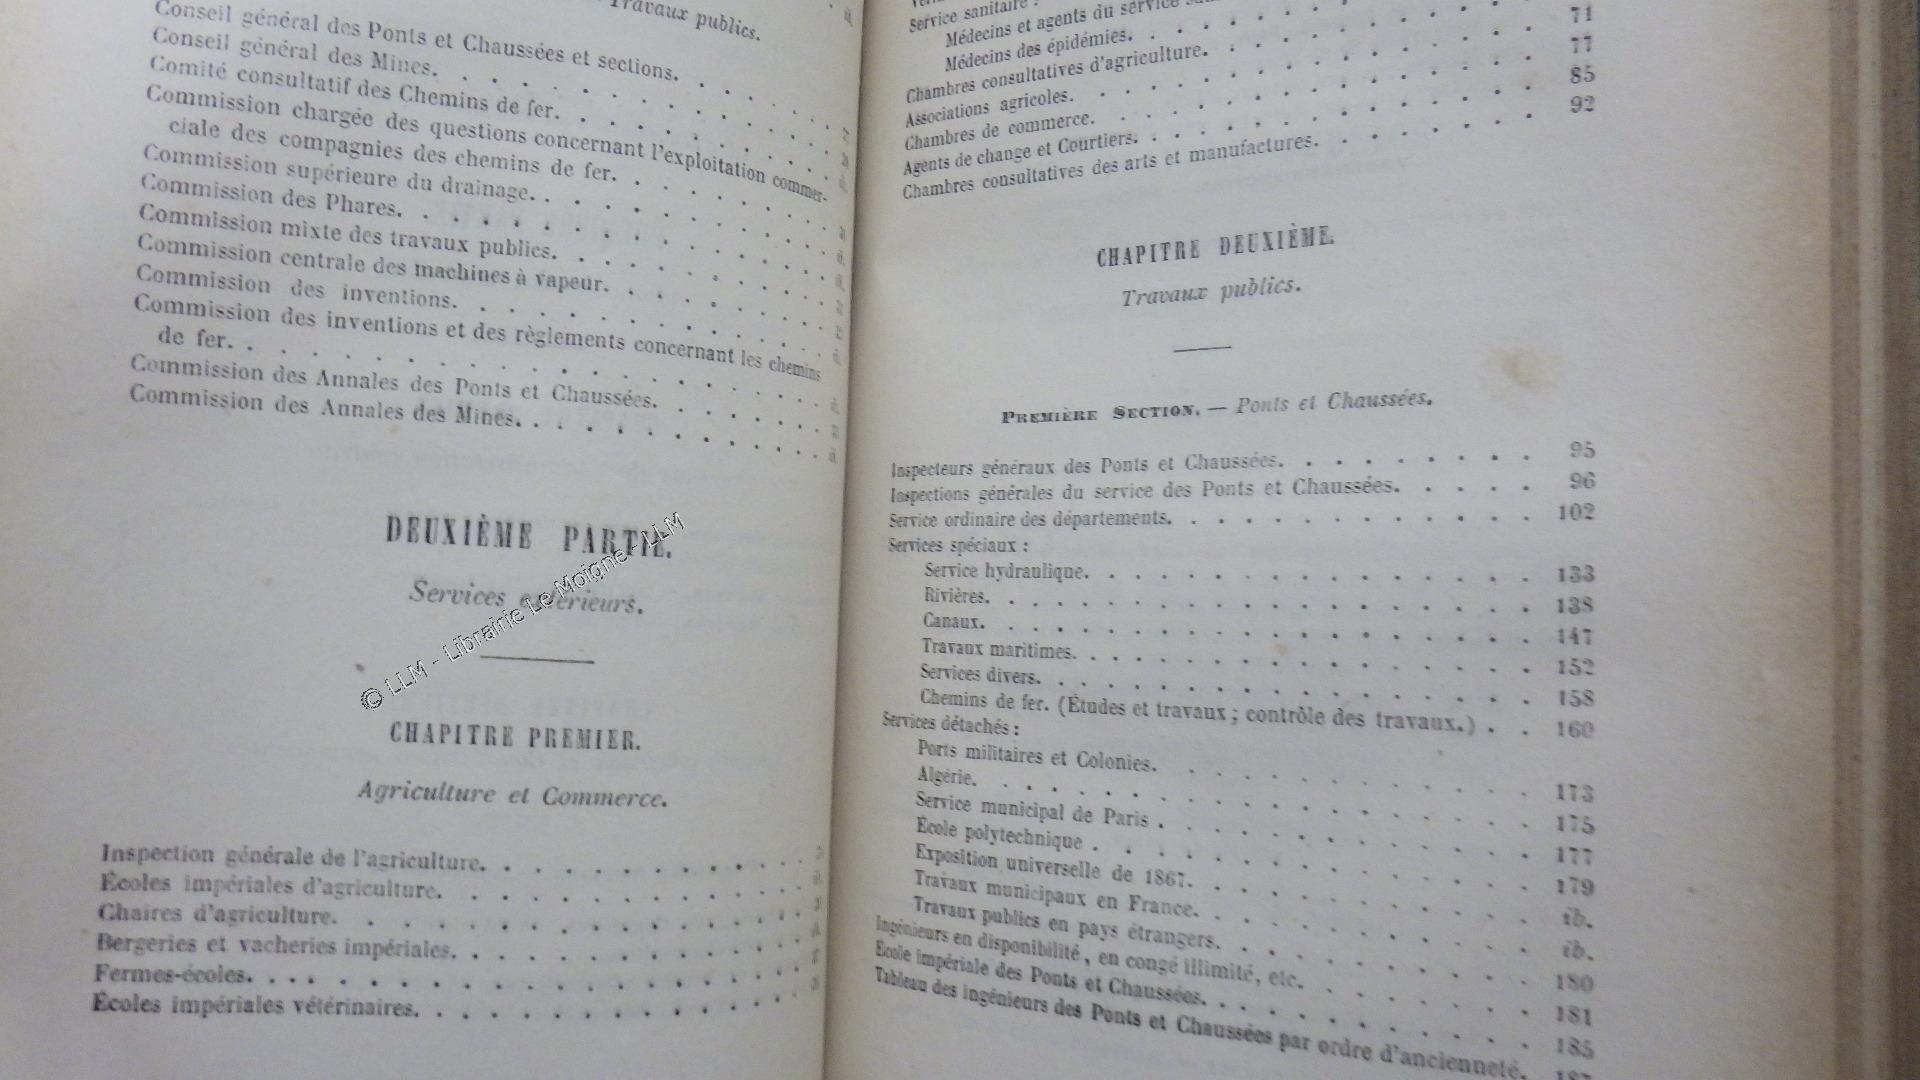 Travaux publics.
Conseil général des Ponts et Chaussées et sections.
Conseil général des Mines.
Comité consultatif des Chemins de fer.
Commission chargée des questions concernant l'exploitation commer-
ciale des compagnies des chemins de fer.
Commission supérieure du drainage.
Commission des Phares.
Commission mixte des travaux publics.
Commission centrale des machines à vapeur.
Commission des inventions.
Commission des inventions et des règlements concernant les chemins
de fer.
Commission des Annales des Ponts et Chaussées.
Commission des Annales des Mines.
DEUXIÈME PARTIE.
Services extérieurs.
CHAPITRE PREMIER.
Agriculture et Commerce.
Inspection générale de l'agriculture.
Écoles impériales d'agriculture.
Chaires d'agriculture.
Bergeries et vacheries impériales.
Fermes-écoles.
Écoles impériales vétérinaires.
© LLM - Librairie Le Moigne - LLM
Service sanitaire :
Médecins et agents du service
Médecins des épidémies.
Chambres consultatives d'agriculture. 71
Associations agricoles. 77
Chambres de commerce. 85
Agents de change et Courtiers. 92
Chambres consultatives des arts et manufactures.
CHAPITRE DEUXIÈME.
Travaux publics.
PREMIÈRE SECTION. — Ponts et Chaussées.
Inspecteurs généraux des Ponts et Chaussées. 95
Inspections générales du service des Ponts et Chaussées. 96
Service ordinaire des départements. 102
Services spéciaux :
Service hydraulique. 133
Rivières. 138
Canaux. 147
Travaux maritimes. 152
Services divers. 158
Chemins de fer. (Études et travaux ; contrôle des travaux.) 160
Services détachés :
Ports militaires et Colonies. 173
Algérie. 175
Service municipal de Paris . 177
École polytechnique . 179
Exposition universelle de 1867. ib.
Travaux municipaux en France. ib.
Travaux publics en pays étrangers. 180
Ingénieurs en disponibilité, en congé illimité, etc. 181
École impériale des Ponts et Chaussées. 185
Tableau des ingénieurs des Ponts et Chaussées par ordre d'ancienneté. 187